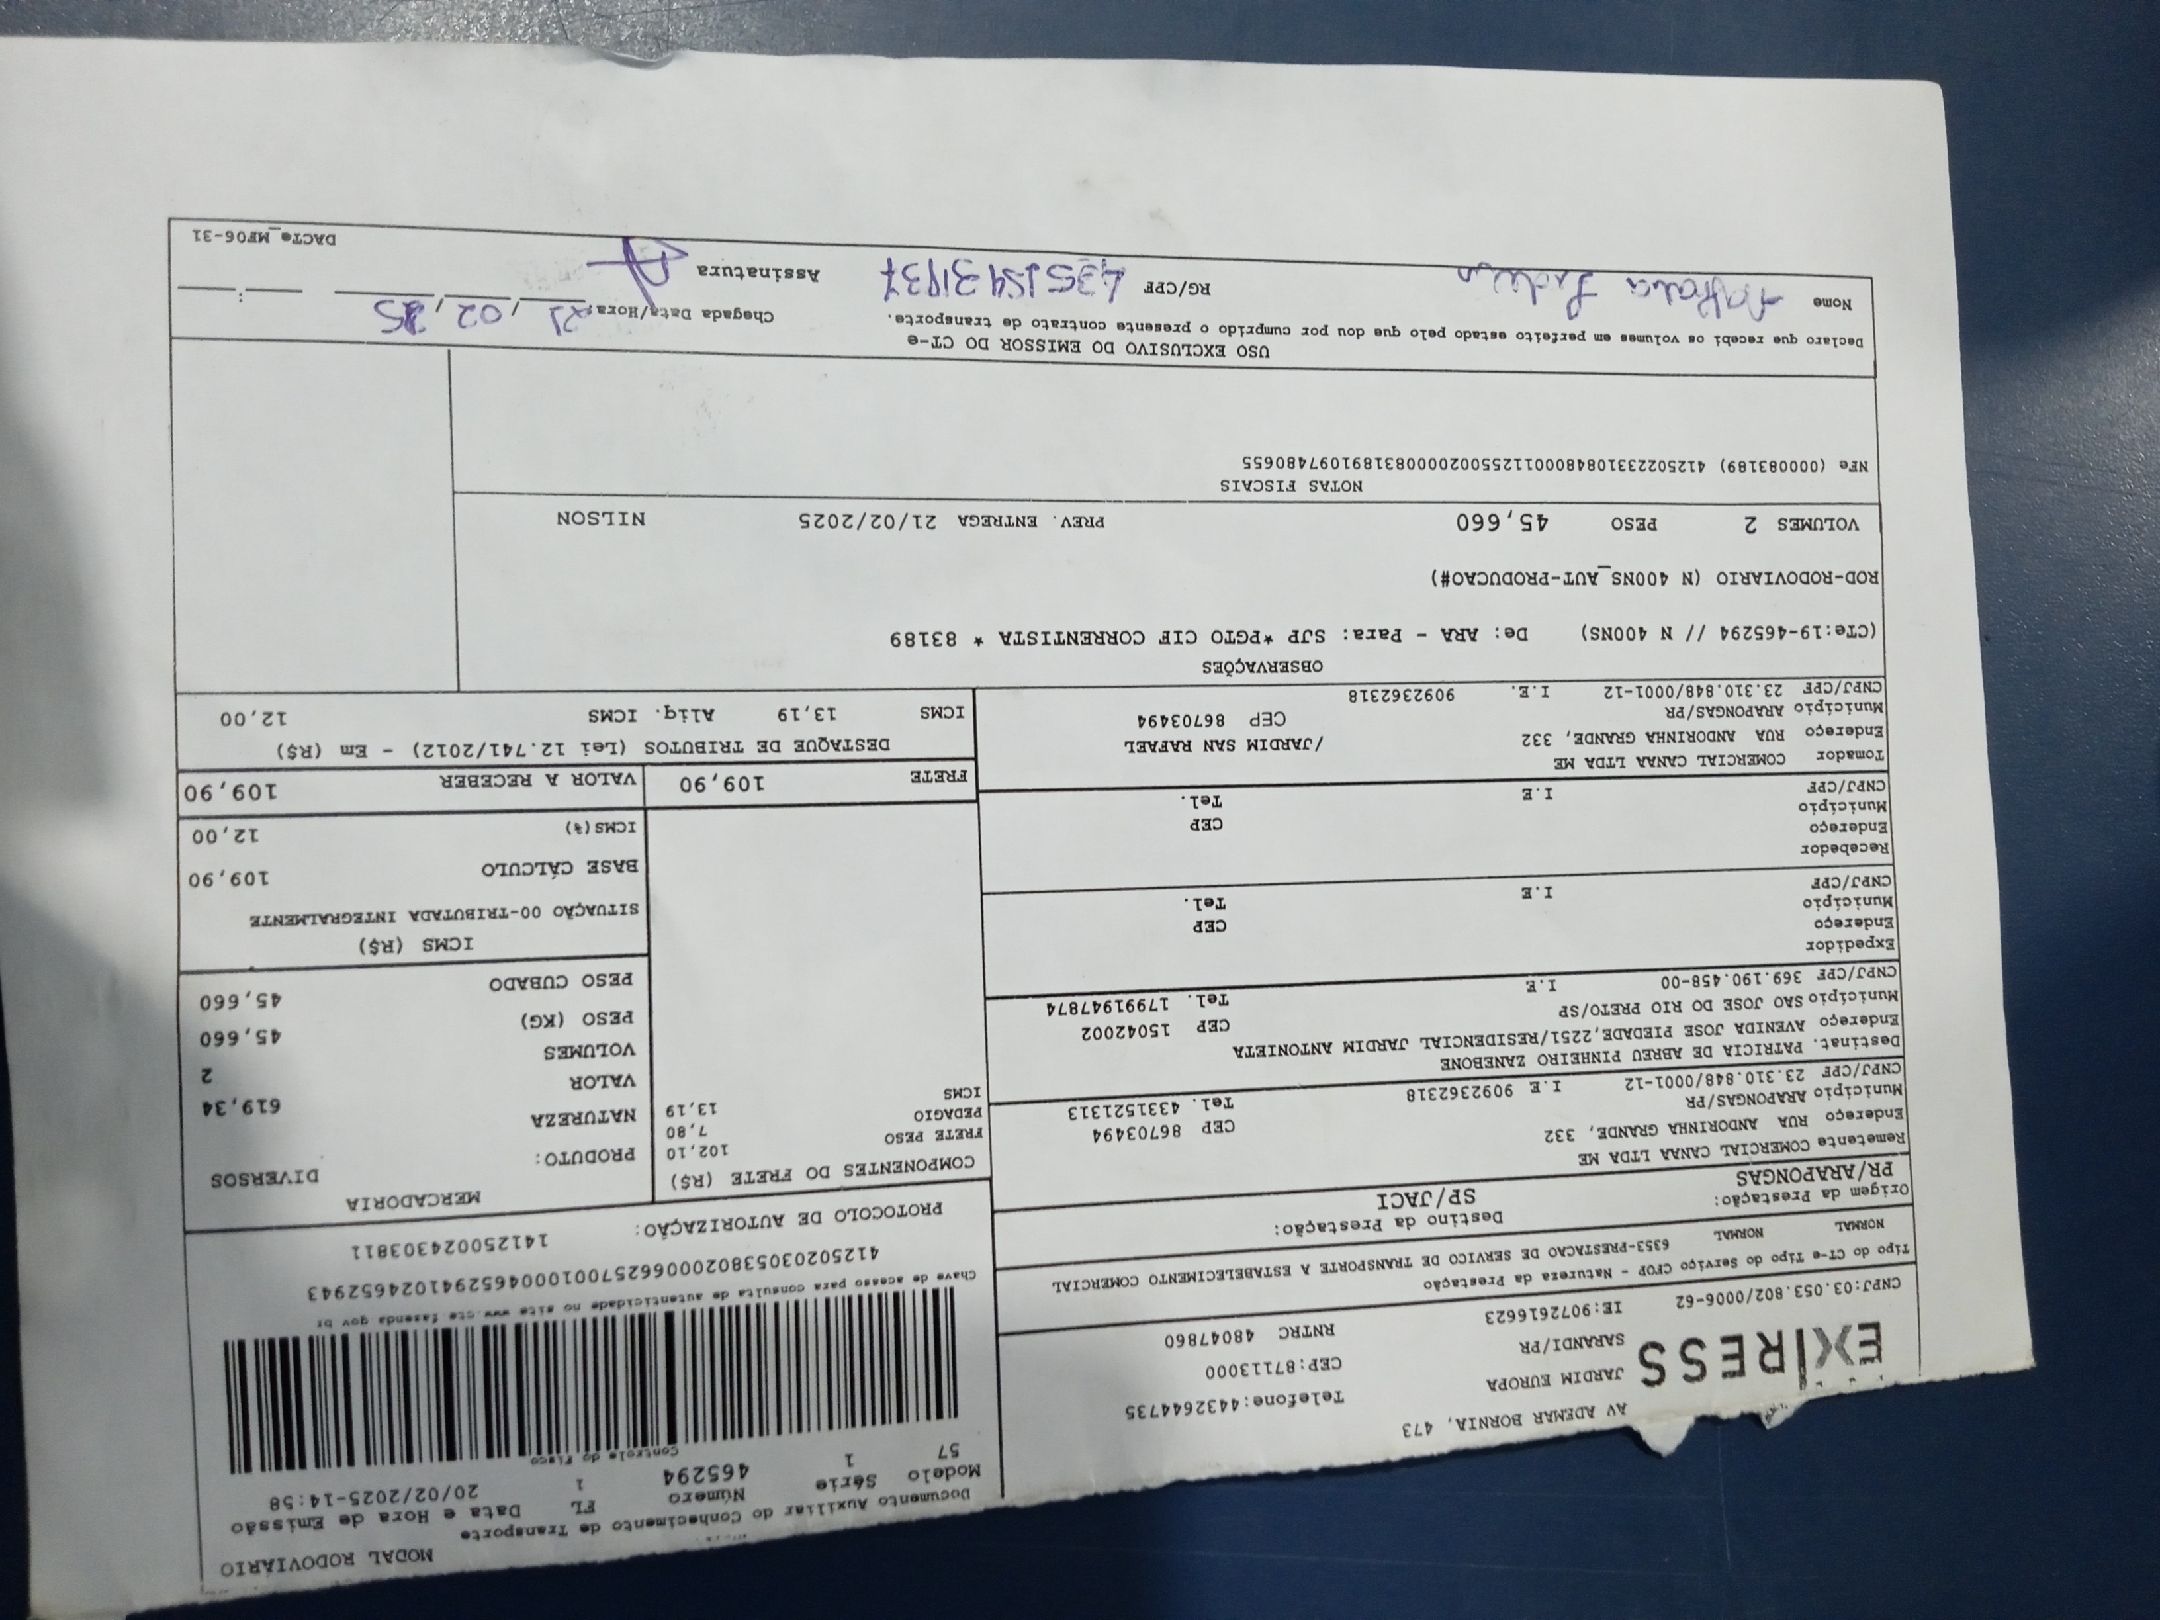 MODAL RODOVIÁRIO
Documento Auxiliar do Conhecimento de Transporte
Modelo Série Número FL Data e Hora de Emissão
57 1 465294 1 20/02/2025-14:58
Controle do Fisco
EXPRESS
AV ADEMAR BORNIA, 473
JARDIM EUROPA
SARANDI/PR
Telefone:4432644735
CEP:87113000
RNTRC 48047860
CNPJ:03.053.802/0006-62 IE:9072616623
Chave de acesso para consulta de autenticidade no site www.cte.fazenda gov br
41250203053802000662570010004652941024652943
PROTOCOLO DE AUTORIZAÇÃO: 141250024303811
Tipo do CT-e Tipo do Serviço CFOP - Natureza da Prestação
NORMAL NORMAL 6353-PRESTACAO DE SERVICO DE TRANSPORTE A ESTABELECIMENTO COMERCIAL
Origem da Prestação: Destino da Prestação:
PR/ARAPONGAS SP/JACI
Remetente COMERCIAL CANAA LTDA ME
Endereço RUA ANDORINHA GRANDE, 332 CEP 86703494
Município ARAPONGAS/PR Tel. 4331521313
CNPJ/CPF 23.310.848/0001-12 I.E 9092362318
Destinat. PATRICIA DE ABREU PINHEIRO ZANEBONE
Endereço AVENIDA JOSE PIEDADE,2251/RESIDENCIAL JARDIM ANTONIETA
Município SAO JOSE DO RIO PRETO/SP CEP 15042002
CNPJ/CPF 369.190.458-00 I.E Tel. 17991947874
Expedidor
Endereço CEP
Município Tel.
CNPJ/CPF I.E
Recebedor
Endereço CEP
Município Tel.
CNPJ/CPF I.E
Tomador COMERCIAL CANAA LTDA ME
Endereço RUA ANDORINHA GRANDE, 332 /JARDIM SAN RAFAEL
Município ARAPONGAS/PR CEP 86703494
CNPJ/CPF 23.310.848/0001-12 I.E. 9092362318
COMPONENTES DO FRETE (R$)
FRETE PESO 102,10
PEDAGIO 7,80
ICMS 13,19
MERCADORIA
PRODUTO: DIVERSOS
NATUREZA
VALOR 619,34
VOLUMES 2
PESO (KG) 45,660
PESO CUBADO 45,660
ICMS (R$)
SITUAÇÃO 00-TRIBUTADA INTEGRALMENTE
BASE CÁLCULO 109,90
ICMS(%) 12,00
FRETE 109,90 VALOR A RECEBER 109,90
DESTAQUE DE TRIBUTOS (Lei 12.741/2012) - Em (R$)
ICMS 13,19 Aliq. ICMS 12,00
OBSERVAÇÕES
(CTe:19-465294 // N 400NS) De: ARA - Para: SJP *PGTO CIF CORRENTISTA * 83189
ROD-RODOVIARIO (N 400NS_AUT-PRODUCAO#)
VOLUMES 2 PESO 45,660 PREV. ENTREGA 21/02/2025 NILSON
NOTAS FISCAIS
NFe (000083189) 41250223310848000112550020000831891097480655
USO EXCLUSIVO DO EMISSOR DO CT-e
Declaro que recebi os volumes em perfeito estado pelo que dou por cumprido o presente contrato de transporte.
Chegada Data/Hora 21/02/25 :
Nome RG/CPF Assinatura
DACTe_MF06-31